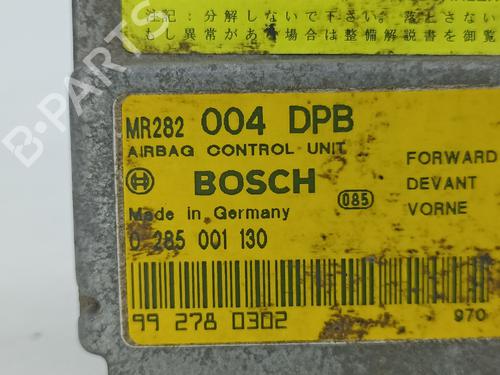 注記：分解しないで下さい。落とさない
もし異常があ 場合は整備解説書を御覧
MR282 004 DPB
AIRBAG CONTROL UNIT
BOSCH
085
FORWARD
DEVANT
VORNE
Made in Germany
0 285 001 130
99 278 0302
970
B-PARTS